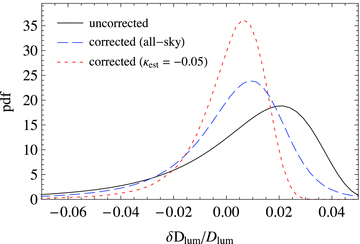 35
30
25
20
15
10
5
0
pdf
uncorrected
corrected (all−sky)
corrected (κest = −0.05)
−0.06 −0.04 −0.02 0.00 0.02 0.04
δDlum/Dlum